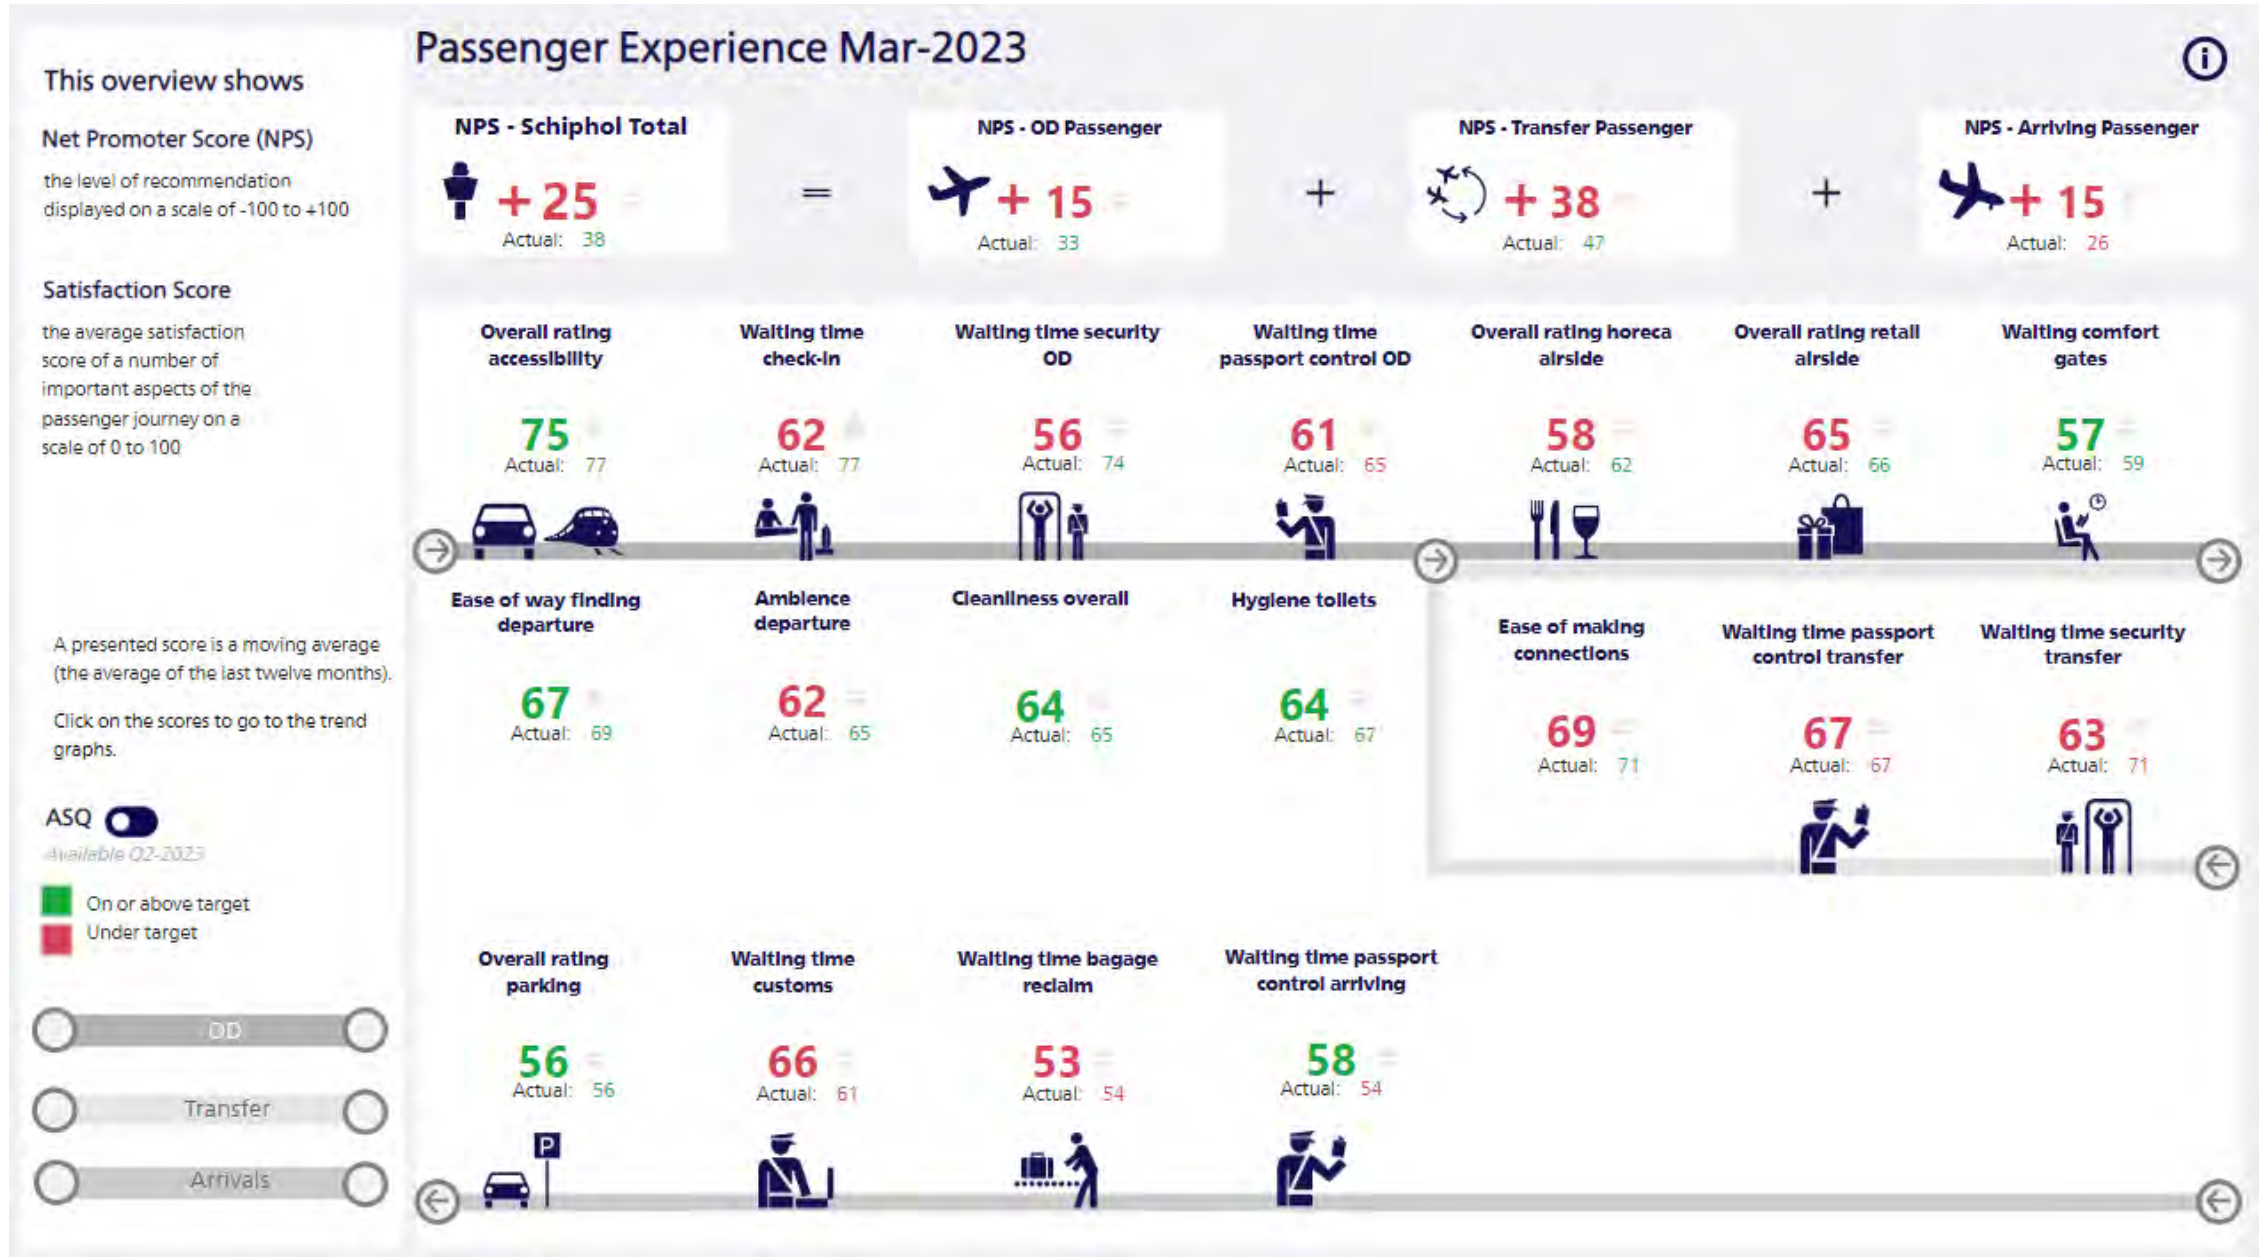 This overview shows
Net Promoter Score (NPS)
the level of recommendation
displayed on a scale of -100 to +100
Satisfaction Score
the average satisfaction
score of a number of
important aspects of the
passenger journey on a
scale of 0 to 100
A presented score is a moving average
(the average of the last twelve months).
Click on the scores to go to the trend
graphs.
ASQ
Available Q2-2023
On or above target
Under target
OD
Transfer
Arrivals
Passenger Experience Mar-2023
i
NPS - Schiphol Total
+ 25 =
Actual: 38
=
NPS - OD Passenger
+ 15 =
Actual: 33
+
NPS - Transfer Passenger
+ 38
Actual: 47
+
NPS - Arriving Passenger
+ 15
Actual: 26
Overall rating
accessibility
75
Actual: 77
Waiting time
check-in
62
Actual: 77
Waiting time security
OD
56 =
Actual: 74
Waiting time
passport control OD
61
Actual: 65
Overall rating horeca
airside
58 =
Actual: 62
Overall rating retail
airside
65 =
Actual: 66
Waiting comfort
gates
57 =
Actual: 59
Ease of way finding
departure
67
Actual: 69
Ambience
departure
62 =
Actual: 65
Cleanliness overall
64
Actual: 65
Hygiene toilets
64
Actual: 67
Ease of making
connections
69 =
Actual: 71
Waiting time passport
control transfer
67 =
Actual: 67
Waiting time security
transfer
63 =
Actual: 71
Overall rating
parking
56 =
Actual: 56
P
Waiting time
customs
66 =
Actual: 61
Waiting time bagage
reclaim
53 =
Actual: 54
Waiting time passport
control arriving
58 =
Actual: 54